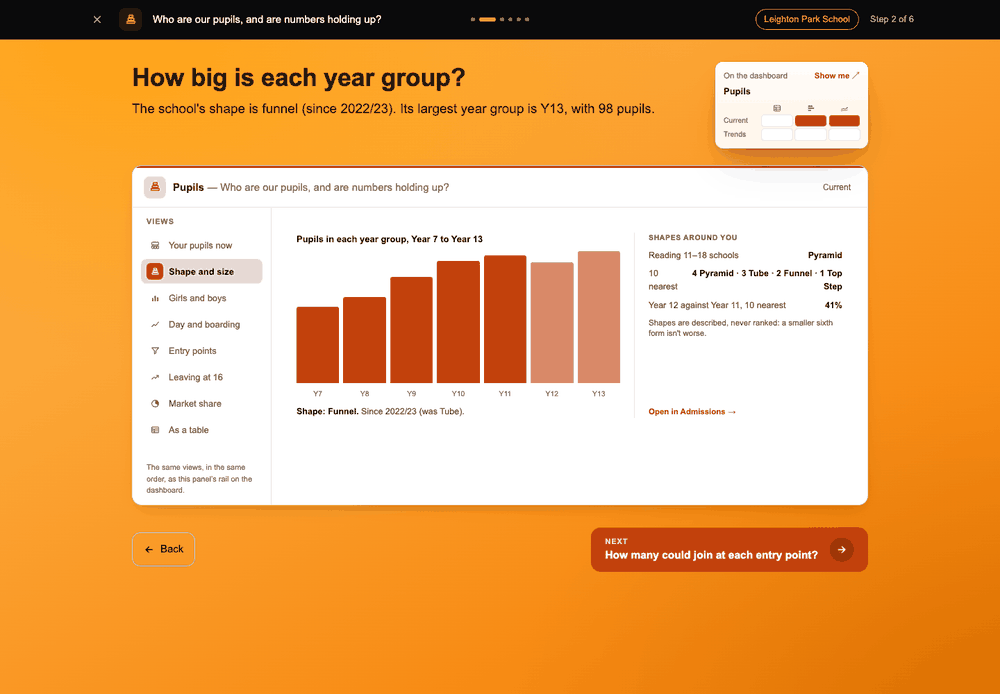 Who are our pupils, and are numbers holding up?
Leighton Park School
Step 2 of 6
How big is each year group?
The school's shape is funnel (since 2022/23). Its largest year group is Y13, with 98 pupils.
On the dashboard
Show me
Pupils
Current
Trends
Pupils — Who are our pupils, and are numbers holding up?
Current
VIEWS
Your pupils now
Shape and size
Girls and boys
Day and boarding
Entry points
Leaving at 16
Market share
As a table
The same views, in the same
order, as this panel's rail on the
dashboard.
Pupils in each year group, Year 7 to Year 13
Y7 Y8 Y9 Y10 Y11 Y12 Y13
Shape: Funnel. Since 2022/23 (was Tube).
SHAPES AROUND YOU
Reading 11–18 schools Pyramid
10 4 Pyramid · 3 Tube · 2 Funnel · 1 Top
nearest Step
Year 12 against Year 11, 10 nearest 41%
Shapes are described, never ranked: a smaller sixth
form isn't worse.
Open in Admissions →
← Back
NEXT
How many could join at each entry point? →